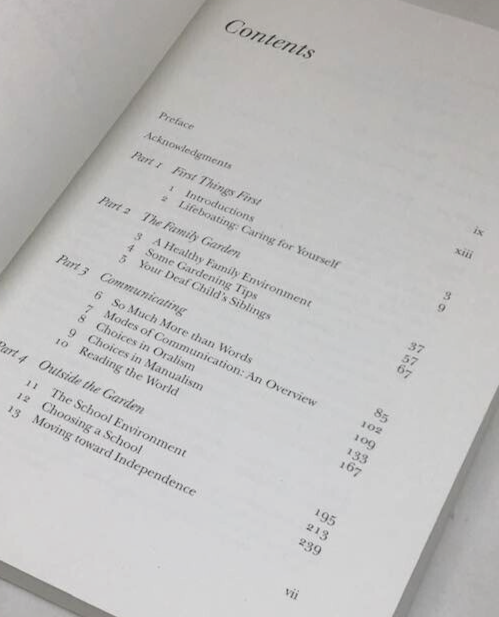 Contents
Preface ix
Acknowledgments xiii
Part 1 First Things First
1 Introductions 3
2 Lifeboating: Caring for Yourself 9
Part 2 The Family Garden
3 A Healthy Family Environment 37
4 Some Gardening Tips 57
5 Your Deaf Child's Siblings 67
Part 3 Communicating
6 So Much More than Words 85
7 Modes of Communication: An Overview 102
8 Choices in Oralism 109
9 Choices in Manualism 133
10 Reading the World 167
Part 4 Outside the Garden
11 The School Environment 195
12 Choosing a School 213
13 Moving toward Independence 239
vii